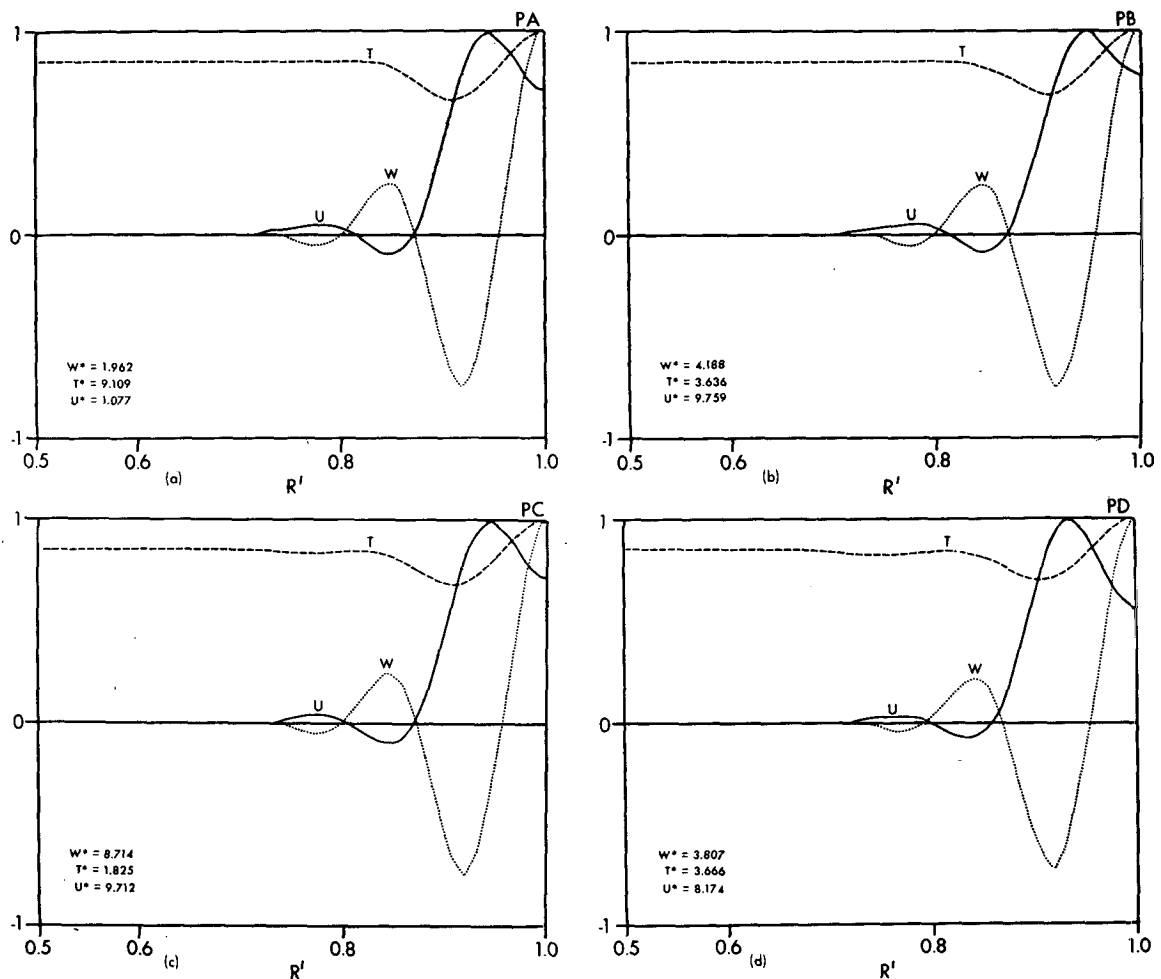 PA
1
T
W
U
0
W* = 1.962
T* = 9.109
U* = 1.077
-1
0.5 0.6 0.8 1.0
(a) R'
PB
1
T
W
U
0
W* = 4.188
T* = 3.636
U* = 9.759
-1
0.5 0.6 0.8 1.0
(b) R'
PC
1
T
W
U
0
W* = 8.714
T* = 1.825
U* = 9.712
-1
0.5 0.6 0.8 1.0
(c) R'
PD
1
T
W
U
0
W* = 3.807
T* = 3.666
U* = 8.174
-1
0.5 0.6 0.8 1.0
(d) R'